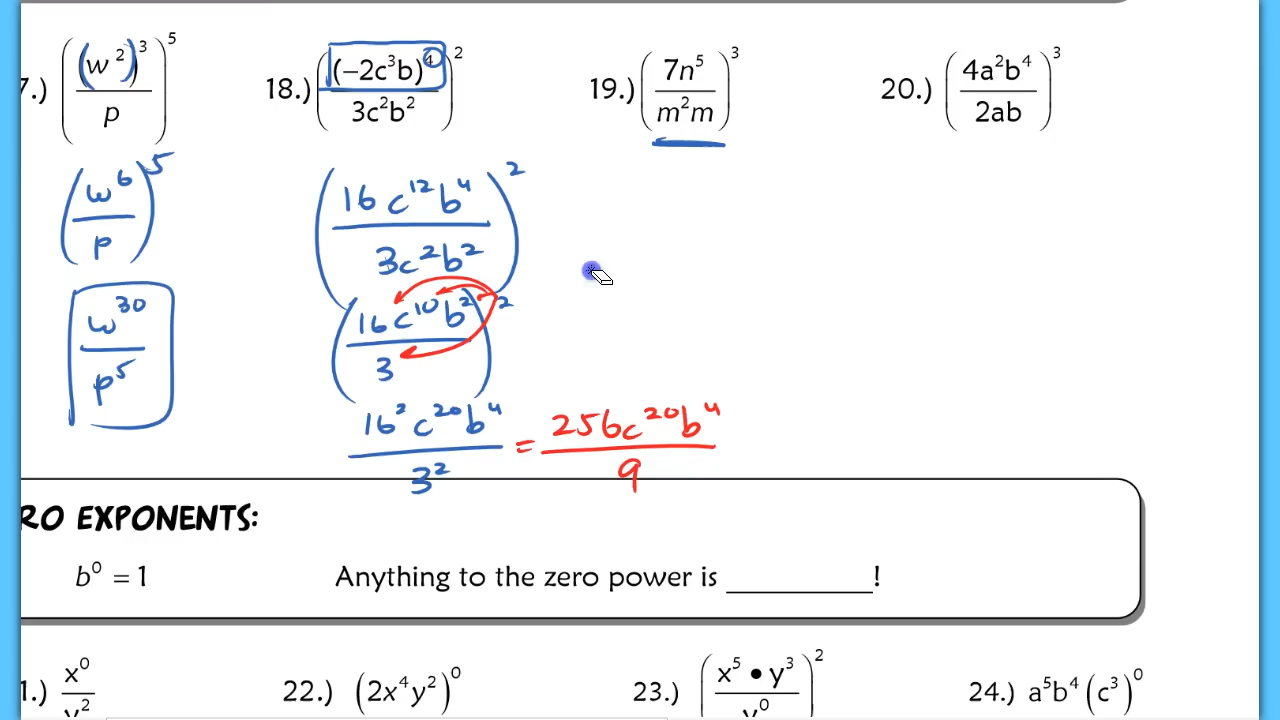 7.) ((w²)³/p)⁵ 18.) ((−2c³b)⁴/3c²b²)² 19.) (7n⁵/m²m)³ 20.) (4a²b⁴/2ab)³
(w⁶/p)⁵ (16c¹²b⁴/3c²b²)²
w³⁰/p⁵ (16c¹⁰b²/3)²
16²c²⁰b⁴/3² = 256c²⁰b⁴/9
RO EXPONENTS:
b⁰ = 1 Anything to the zero power is _________!
1.) x⁰/y² 22.) (2x⁴y²)⁰ 23.) (x⁵ • y³/y⁰)² 24.) a⁵b⁴(c³)⁰